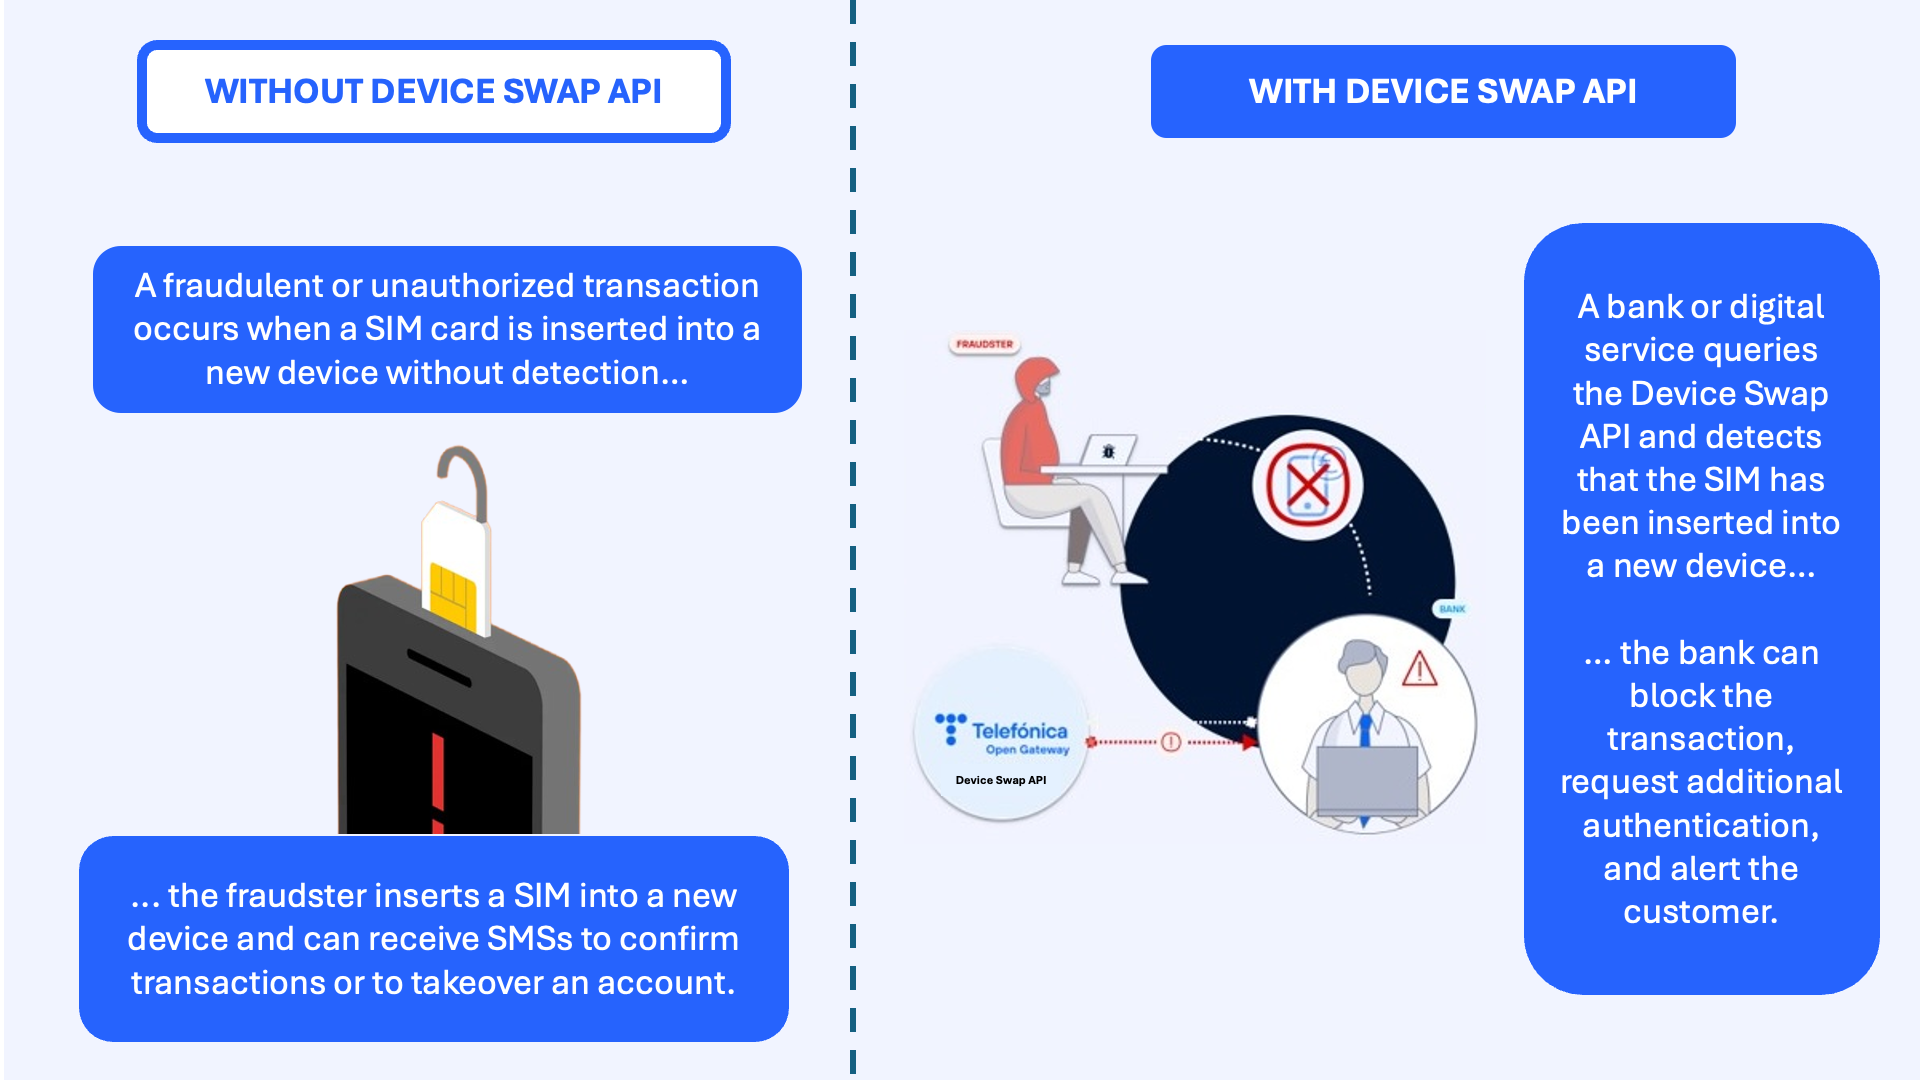 WITHOUT DEVICE SWAP API
A fraudulent or unauthorized transaction
occurs when a SIM card is inserted into a
new device without detection...
... the fraudster inserts a SIM into a new
device and can receive SMSs to confirm
transactions or to takeover an account.
WITH DEVICE SWAP API
FRAUDSTER
BANK
Telefónica
Open Gateway
Device Swap API
A bank or digital
service queries
the Device Swap
API and detects
that the SIM has
been inserted into
a new device...
... the bank can
block the
transaction,
request additional
authentication,
and alert the
customer.